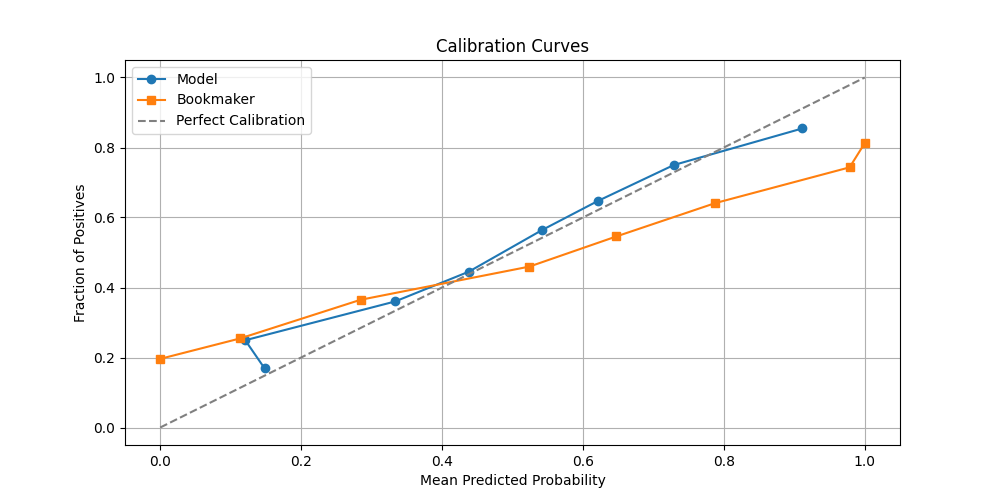 Calibration Curves
Model
Bookmaker
Perfect Calibration
1.0
0.8
0.6
0.4
0.2
0.0
Fraction of Positives
0.0 0.2 0.4 0.6 0.8 1.0
Mean Predicted Probability